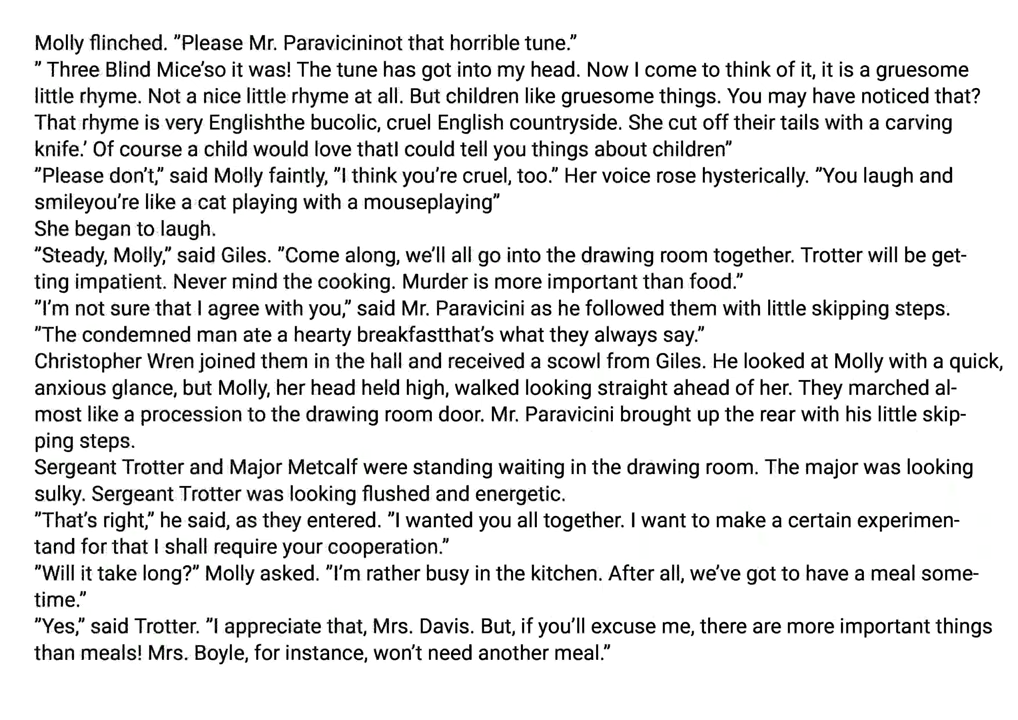 Molly flinched. "Please Mr. Paravicininot that horrible tune."
" Three Blind Mice'so it was! The tune has got into my head. Now I come to think of it, it is a gruesome
little rhyme. Not a nice little rhyme at all. But children like gruesome things. You may have noticed that?
That rhyme is very Englishthe bucolic, cruel English countryside. She cut off their tails with a carving
knife.' Of course a child would love thatI could tell you things about children"
"Please don't," said Molly faintly, "I think you're cruel, too." Her voice rose hysterically. "You laugh and
smileyou're like a cat playing with a mouseplaying"
She began to laugh.
"Steady, Molly," said Giles. "Come along, we'll all go into the drawing room together. Trotter will be get-
ting impatient. Never mind the cooking. Murder is more important than food."
"I'm not sure that I agree with you," said Mr. Paravicini as he followed them with little skipping steps.
"The condemned man ate a hearty breakfastthat's what they always say."
Christopher Wren joined them in the hall and received a scowl from Giles. He looked at Molly with a quick,
anxious glance, but Molly, her head held high, walked looking straight ahead of her. They marched al-
most like a procession to the drawing room door. Mr. Paravicini brought up the rear with his little skip-
ping steps.
Sergeant Trotter and Major Metcalf were standing waiting in the drawing room. The major was looking
sulky. Sergeant Trotter was looking flushed and energetic.
"That's right," he said, as they entered. "I wanted you all together. I want to make a certain experimen-
tand for that I shall require your cooperation."
"Will it take long?" Molly asked. "I'm rather busy in the kitchen. After all, we've got to have a meal some-
time."
"Yes," said Trotter. "I appreciate that, Mrs. Davis. But, if you'll excuse me, there are more important things
than meals! Mrs. Boyle, for instance, won't need another meal."